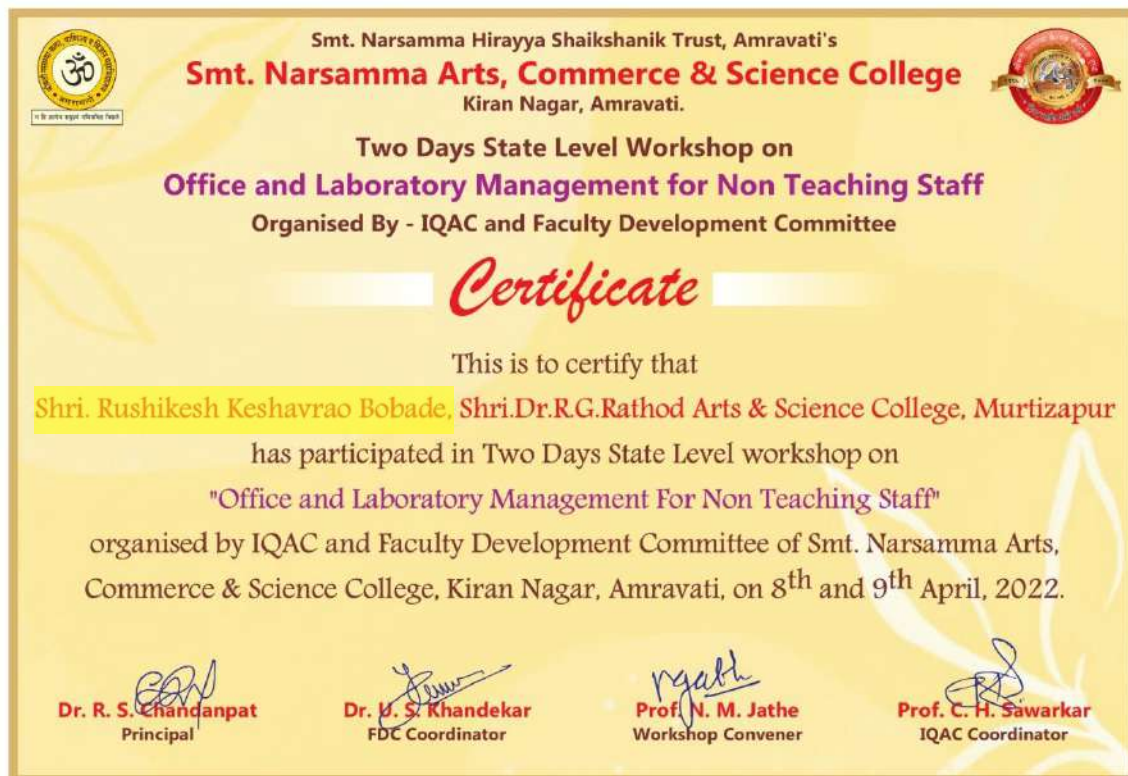 Smt. Narsamma Hirayya Shaikshanik Trust, Amravati's
Smt. Narsamma Arts, Commerce & Science College
Kiran Nagar, Amravati.
Two Days State Level Workshop on
Office and Laboratory Management for Non Teaching Staff
Organised By - IQAC and Faculty Development Committee
Certificate
This is to certify that
Shri. Rushikesh Keshavrao Bobade, Shri.Dr.R.G.Rathod Arts & Science College, Murtizapur
has participated in Two Days State Level workshop on
"Office and Laboratory Management For Non Teaching Staff"
organised by IQAC and Faculty Development Committee of Smt. Narsamma Arts,
Commerce & Science College, Kiran Nagar, Amravati, on 8th and 9th April, 2022.
Dr. R. S. Chandanpat Dr. U. S. Khandekar Prof. N. M. Jathe Prof. C. H. Sawarkar
Principal FDC Coordinator Workshop Convener IQAC Coordinator